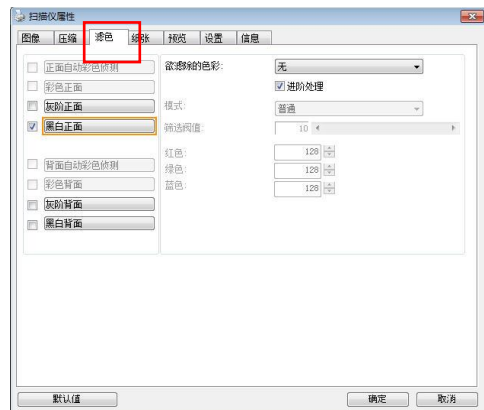 扫描仪属性
图像 压缩 滤色 纸张 预览 设置 信息
正面自动彩色侦测 欲滤除的色彩: 无
彩色正面 进阶处理
灰阶正面 模式: 普通
黑白正面 筛选阀值: 10
红色: 128
背面自动彩色侦测 绿色: 128
彩色背面 蓝色: 128
灰阶背面
黑白背面
默认值 确定 取消